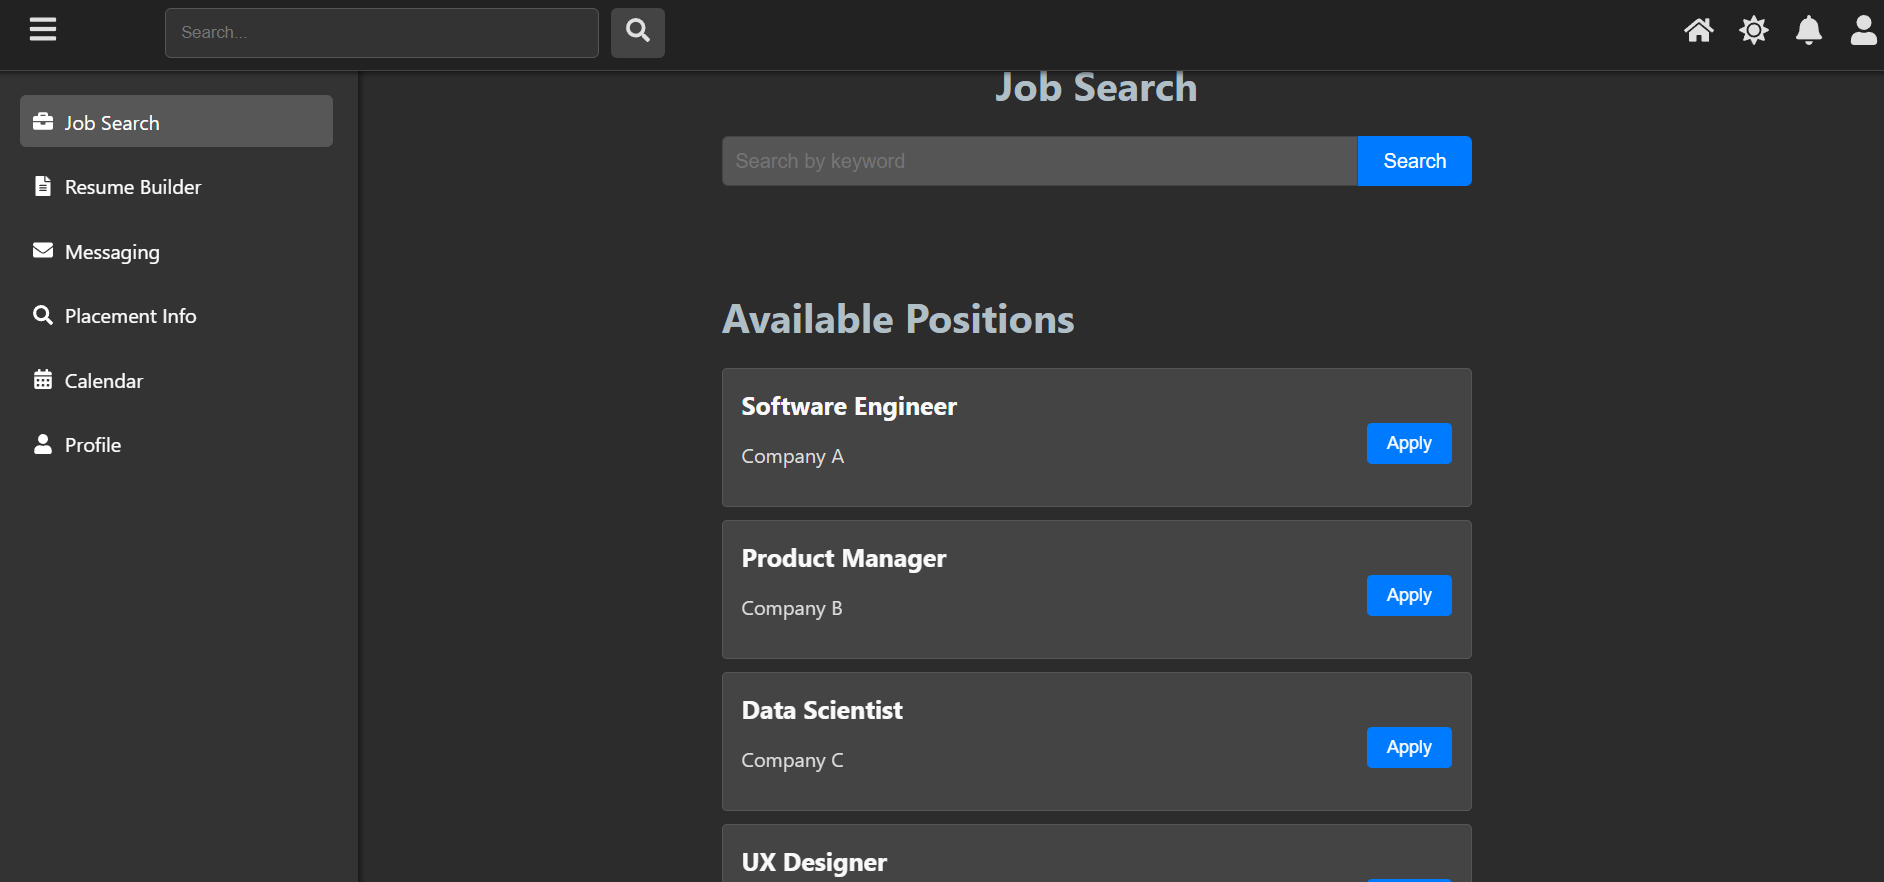 Search...
Job Search
Resume Builder
Messaging
Placement Info
Calendar
Profile
Job Search
Search by keyword
Search
Available Positions
Software Engineer
Company A
Apply
Product Manager
Company B
Apply
Data Scientist
Company C
Apply
UX Designer